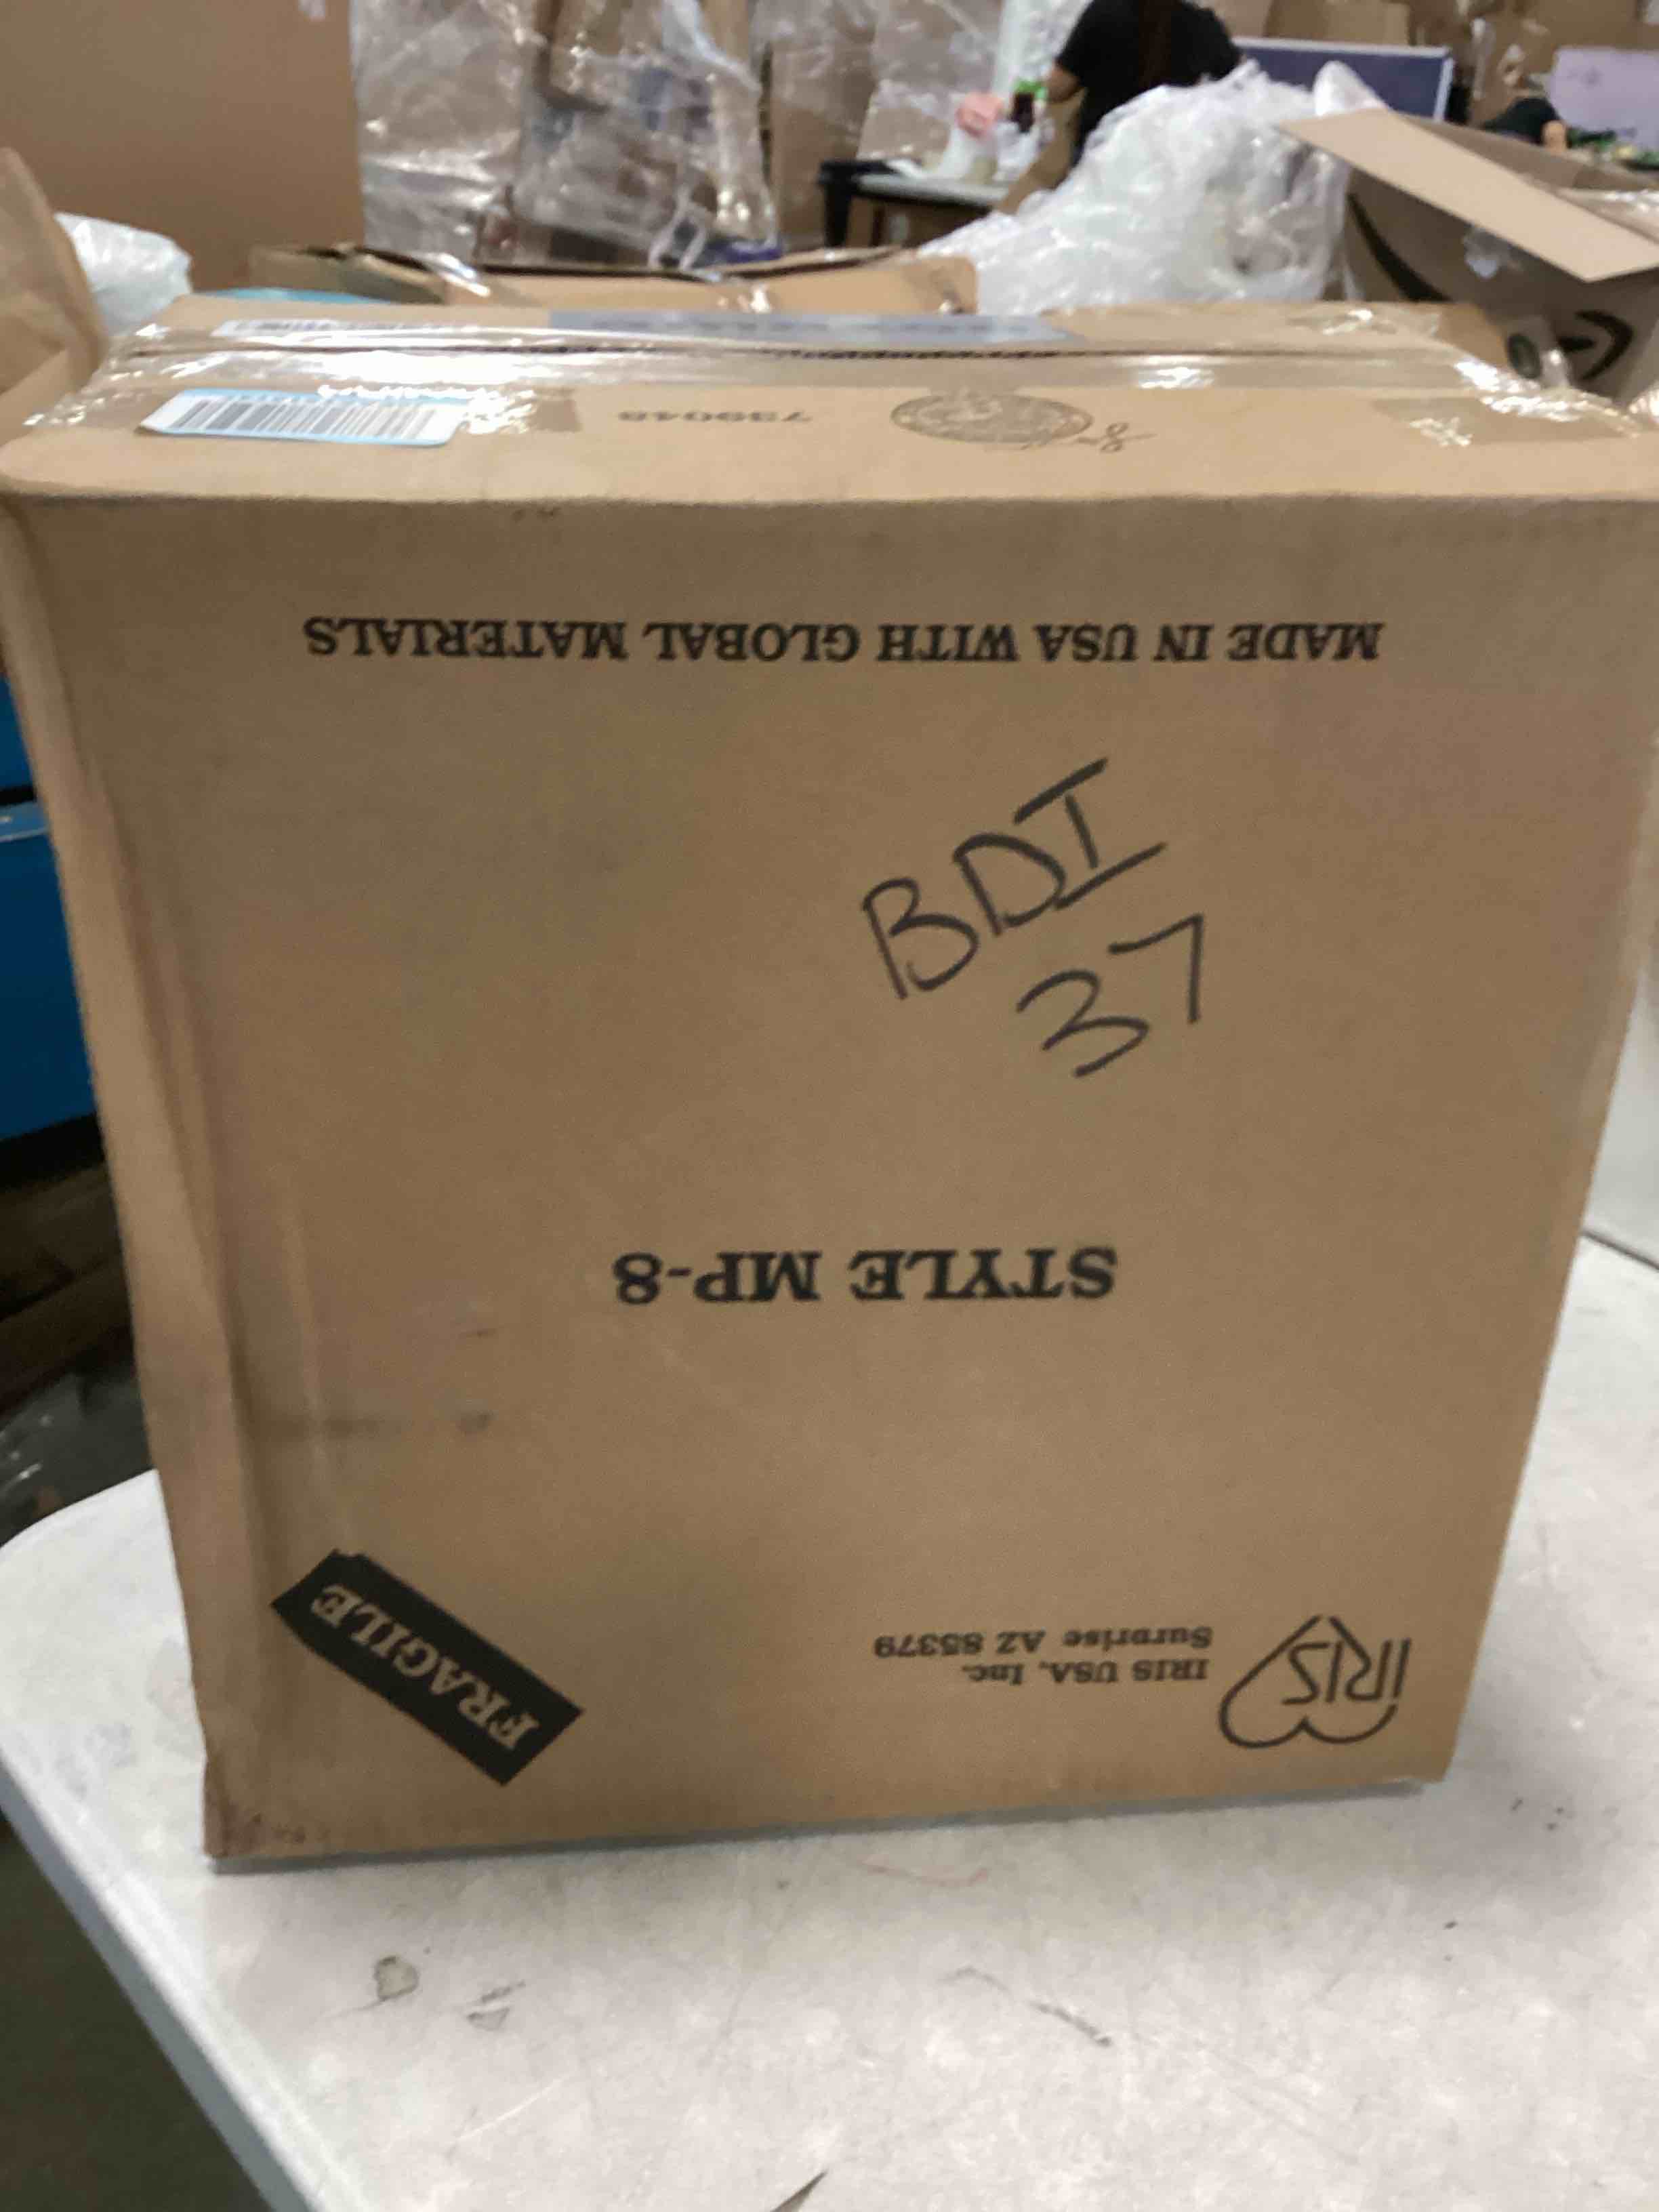 739048
MADE IN USA WITH GLOBAL MATERIALS
BDI
37
STYLE MP-8
FRAGILE
IRIS USA, Inc.
Surprise AZ 85379
IRIS